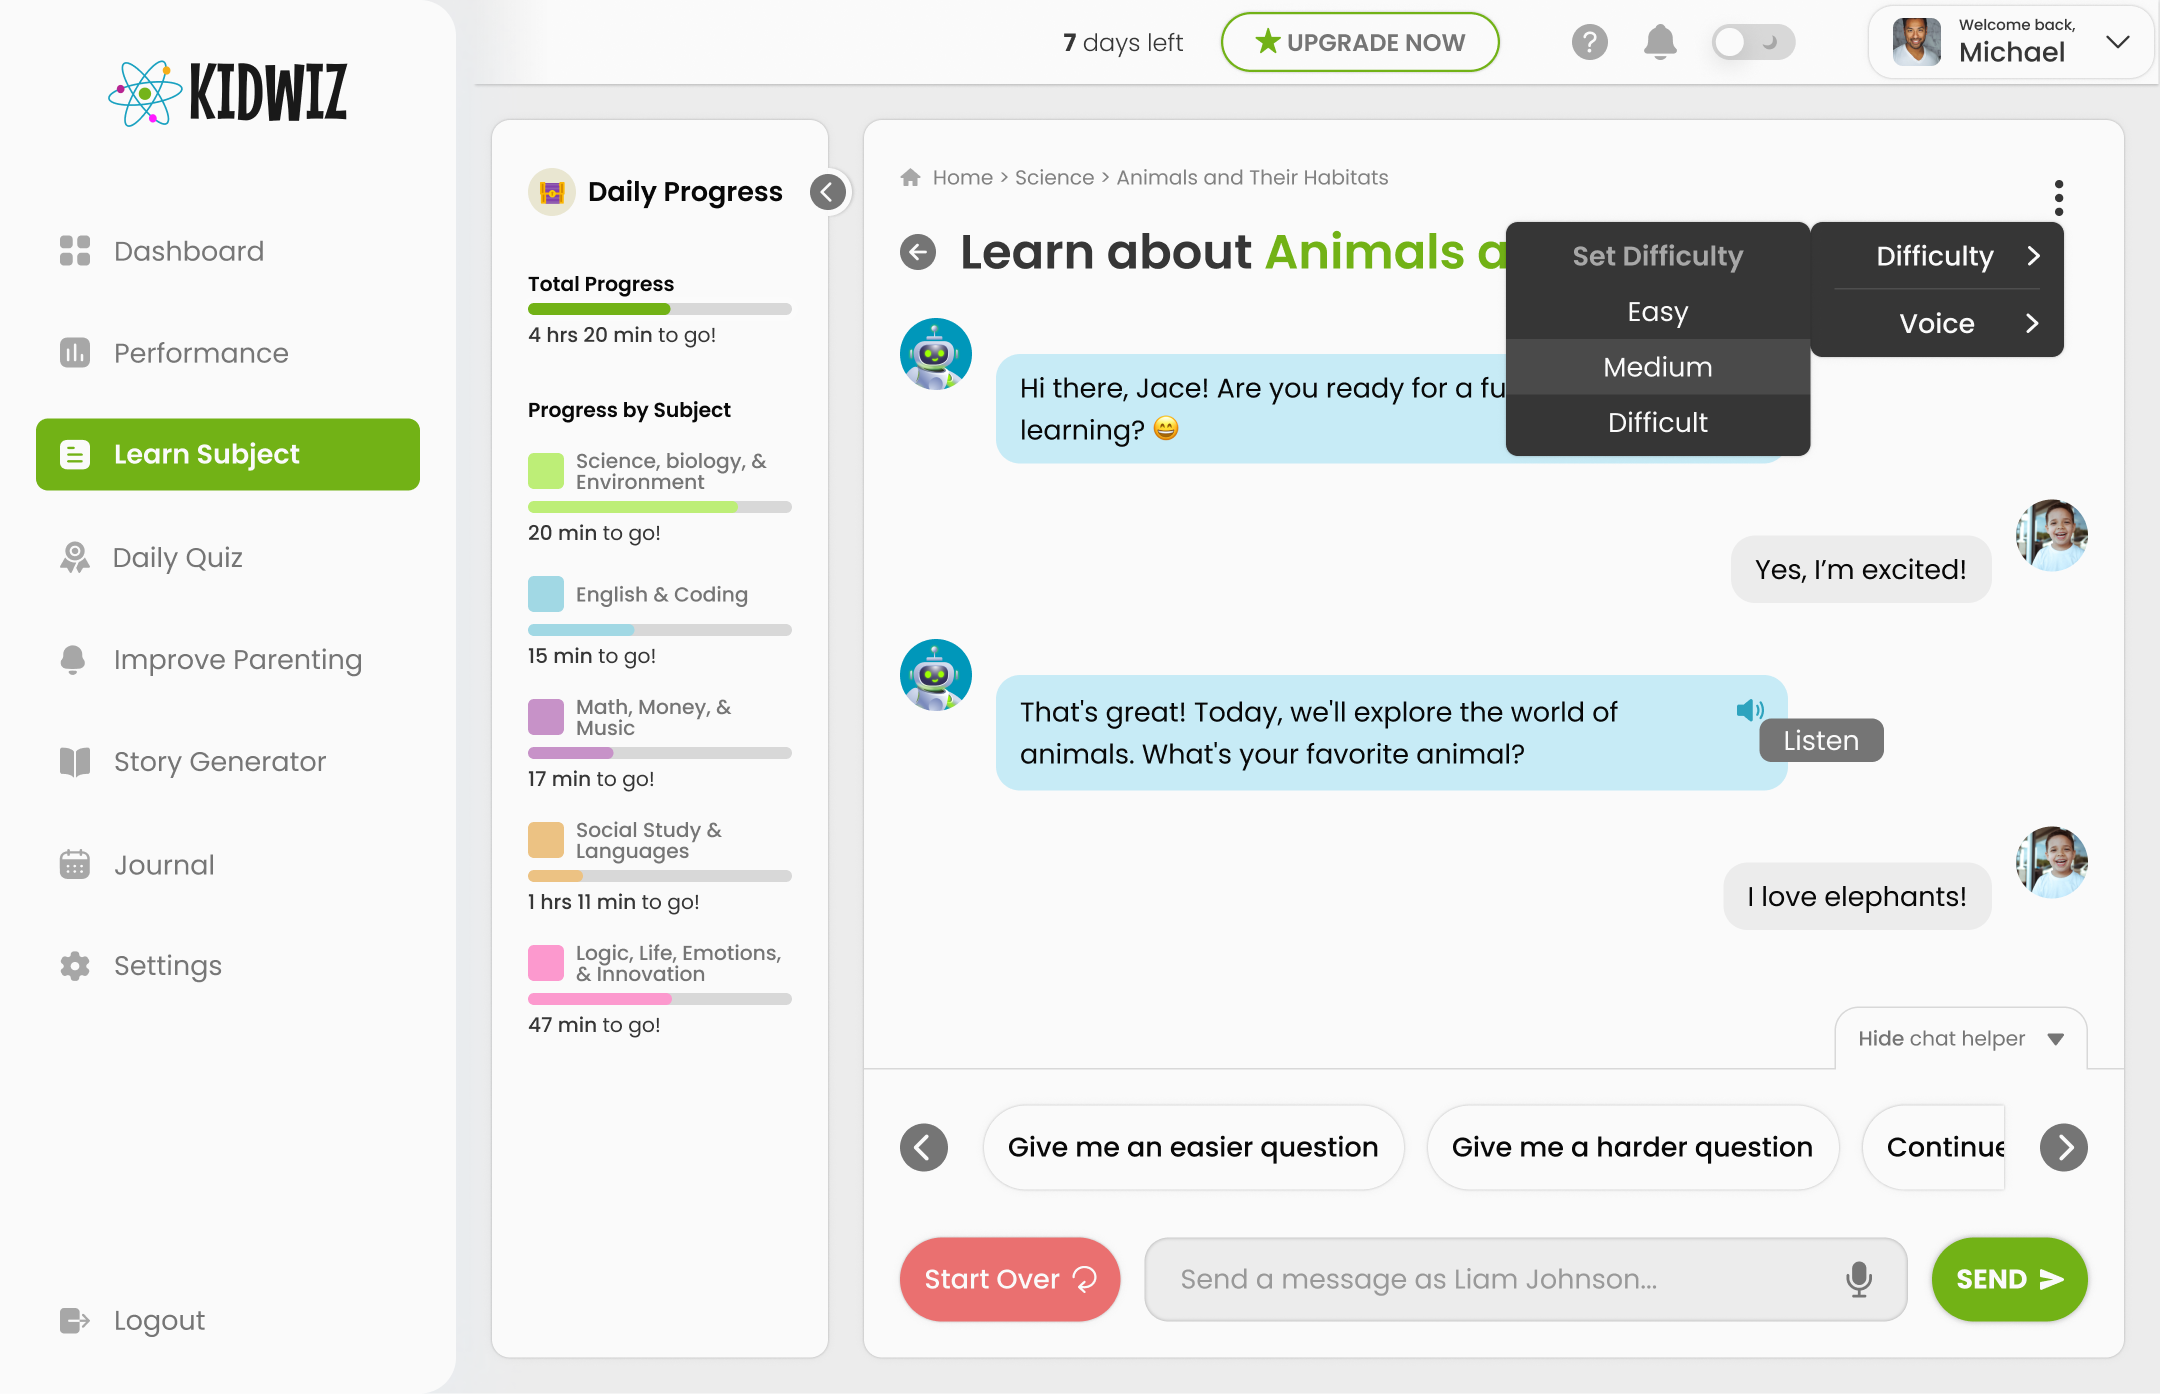 KIDWIZ
Dashboard
Performance
Learn Subject
Daily Quiz
Improve Parenting
Story Generator
Journal
Settings
Logout
7 days left
UPGRADE NOW
?
Welcome back,
Michael
Daily Progress
Total Progress
4 hrs 20 min to go!
Progress by Subject
Science, biology, &
Environment
20 min to go!
English & Coding
15 min to go!
Math, Money, &
Music
17 min to go!
Social Study &
Languages
1 hrs 11 min to go!
Logic, Life, Emotions,
& Innovation
47 min to go!
Home > Science > Animals and Their Habitats
Learn about Animals a
Set Difficulty
Easy
Medium
Difficult
Difficulty
Voice
Hi there, Jace! Are you ready for a fu
learning? 😄
Yes, I’m excited!
That's great! Today, we'll explore the world of
animals. What's your favorite animal?
Listen
I love elephants!
Hide chat helper
Give me an easier question
Give me a harder question
Continue
Start Over
Send a message as Liam Johnson...
SEND